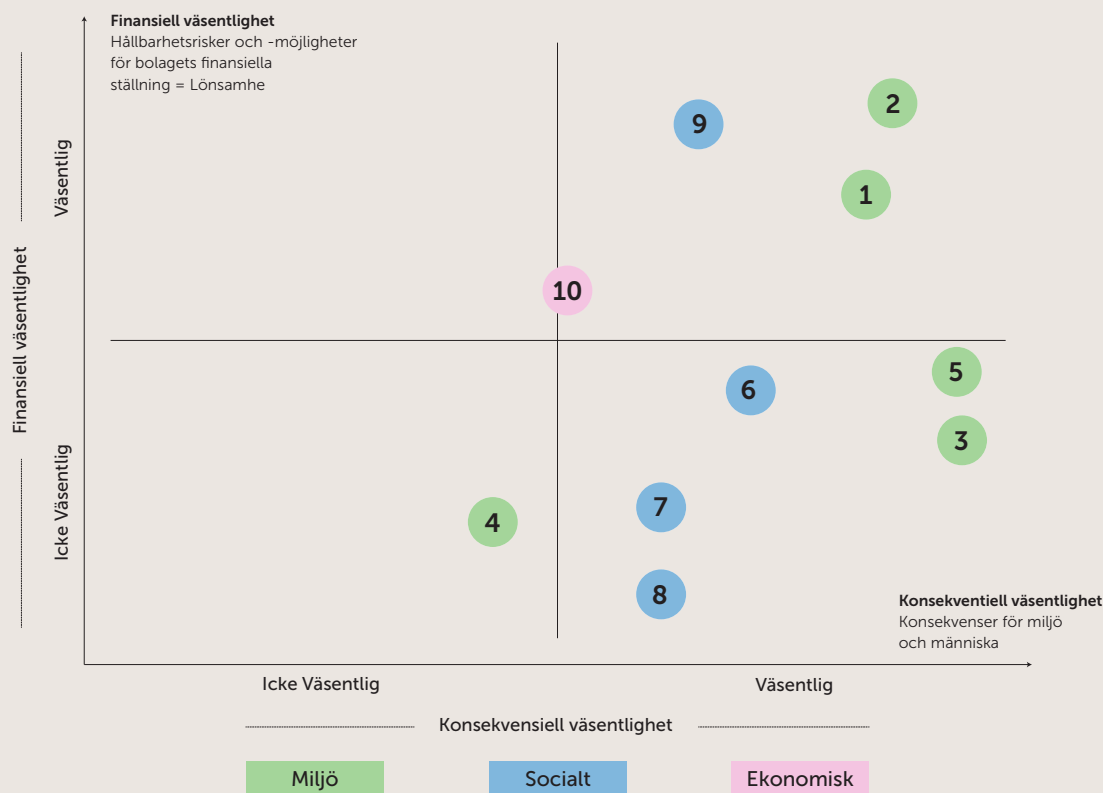 Finansiell väsentlighet
Hållbarhetsrisker och -möjligheter
för bolagets finansiella
ställning = Lönsamhe
Finansiell väsentlighet
Väsentlig
Icke Väsentlig
2
9
1
10
5
6
3
7
4
8
Konsekventiell väsentlighet
Konsekvenser för miljö
och människa
Icke Väsentlig
Väsentlig
Konsekvensiell väsentlighet
Miljö
Socialt
Ekonomisk